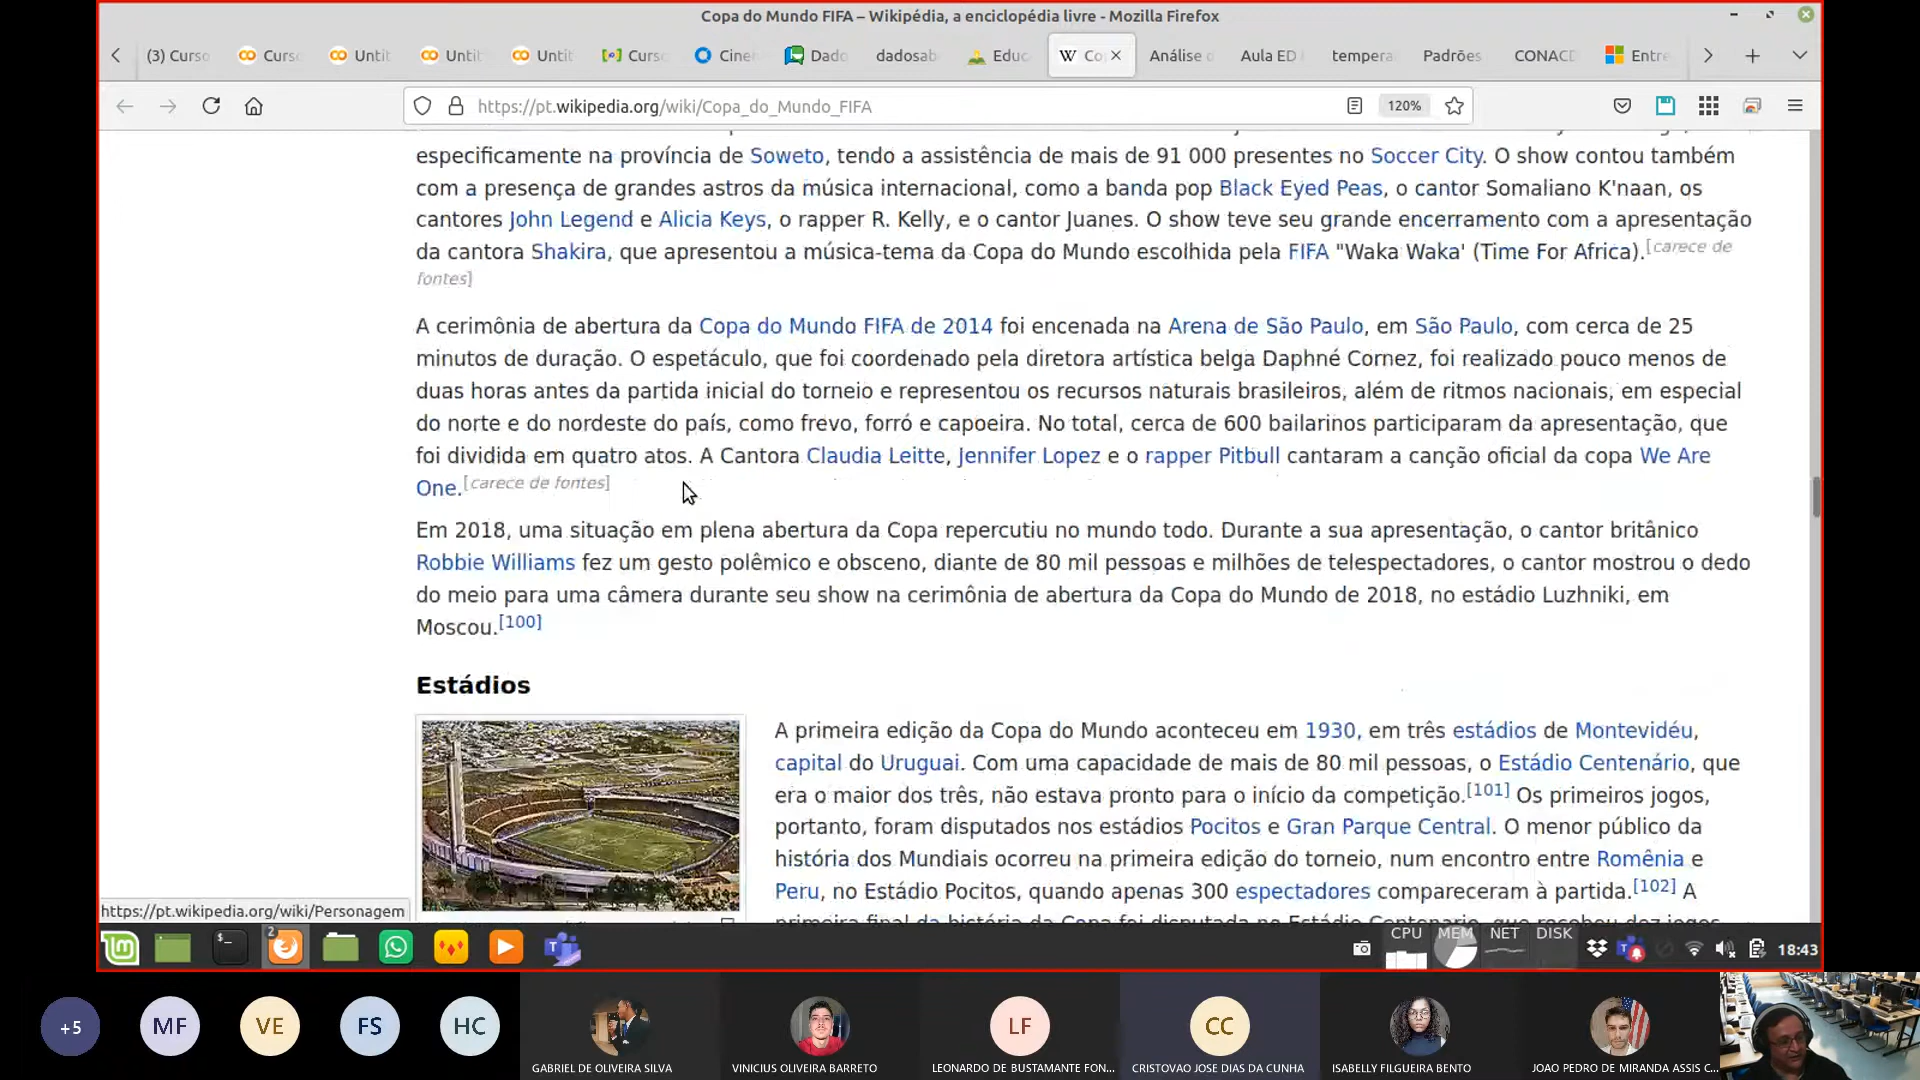 Copa do Mundo FIFA – Wikipédia, a enciclopédia livre - Mozilla Firefox
(3) Curso
Curso
Untit
Untit
Untit
Curso
Ciner
Dado
dadosab
Educ
Co
Análise
Aula ED
tempera
Padrões
CONACD
Entre
https://pt.wikipedia.org/wiki/Copa_do_Mundo_FIFA
120%
especificamente na província de Soweto, tendo a assistência de mais de 91 000 presentes no Soccer City. O show contou também
com a presença de grandes astros da música internacional, como a banda pop Black Eyed Peas, o cantor Somaliano K'naan, os
cantores John Legend e Alicia Keys, o rapper R. Kelly, e o cantor Juanes. O show teve seu grande encerramento com a apresentação
da cantora Shakira, que apresentou a música-tema da Copa do Mundo escolhida pela FIFA "Waka Waka' (Time For Africa).[carece de
fontes]
A cerimônia de abertura da Copa do Mundo FIFA de 2014 foi encenada na Arena de São Paulo, em São Paulo, com cerca de 25
minutos de duração. O espetáculo, que foi coordenado pela diretora artística belga Daphné Cornez, foi realizado pouco menos de
duas horas antes da partida inicial do torneio e representou os recursos naturais brasileiros, além de ritmos nacionais, em especial
do norte e do nordeste do país, como frevo, forró e capoeira. No total, cerca de 600 bailarinos participaram da apresentação, que
foi dividida em quatro atos. A Cantora Claudia Leitte, Jennifer Lopez e o rapper Pitbull cantaram a canção oficial da copa We Are
One.[carece de fontes]
Em 2018, uma situação em plena abertura da Copa repercutiu no mundo todo. Durante a sua apresentação, o cantor britânico
Robbie Williams fez um gesto polêmico e obsceno, diante de 80 mil pessoas e milhões de telespectadores, o cantor mostrou o dedo
do meio para uma câmera durante seu show na cerimônia de abertura da Copa do Mundo de 2018, no estádio Luzhniki, em
Moscou.[100]
Estádios
A primeira edição da Copa do Mundo aconteceu em 1930, em três estádios de Montevidéu,
capital do Uruguai. Com uma capacidade de mais de 80 mil pessoas, o Estádio Centenário, que
era o maior dos três, não estava pronto para o início da competição.[101] Os primeiros jogos,
portanto, foram disputados nos estádios Pocitos e Gran Parque Central. O menor público da
história dos Mundiais ocorreu na primeira edição do torneio, num encontro entre Romênia e
Peru, no Estádio Pocitos, quando apenas 300 espectadores compareceram à partida.[102] A
primeira final da história da Copa foi disputada no Estádio Centenario, que recebeu dez jogos
https://pt.wikipedia.org/wiki/Personagem
2
CPU
MEM
NET
DISK
18:43
+5
MF
VE
FS
HC
LF
CC
GABRIEL DE OLIVEIRA SILVA
VINICIUS OLIVEIRA BARRETO
LEONARDO DE BUSTAMANTE FON...
CRISTOVAO JOSE DIAS DA CUNHA
ISABELLY FILGUEIRA BENTO
JOAO PEDRO DE MIRANDA ASSIS C...